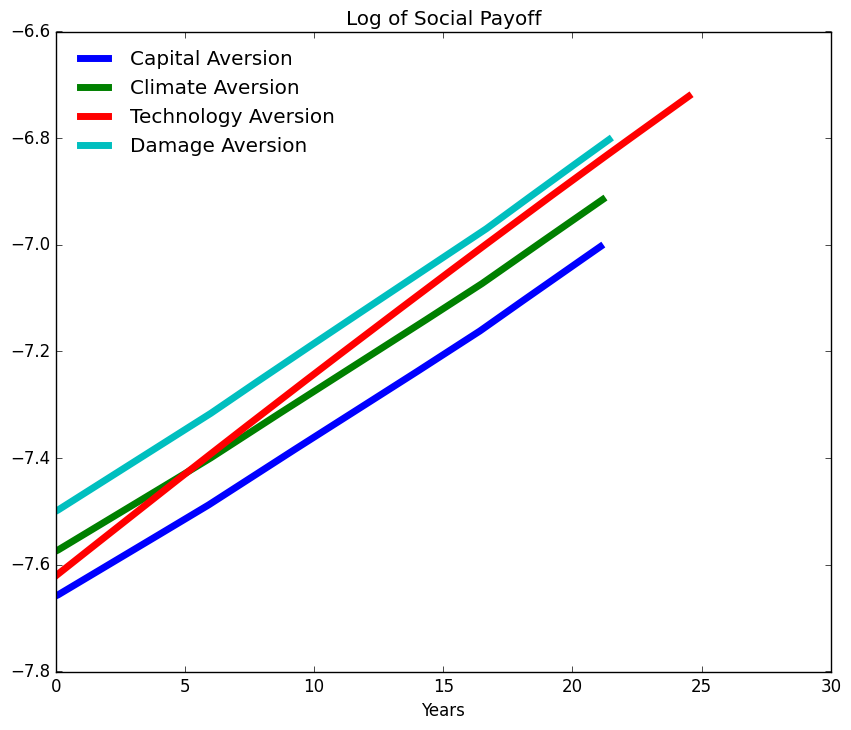 Log of Social Payoff
−6.6
−6.8
−7.0
−7.2
−7.4
−7.6
−7.8
Capital Aversion
Climate Aversion
Technology Aversion
Damage Aversion
0 5 10 15 20 25 30
Years